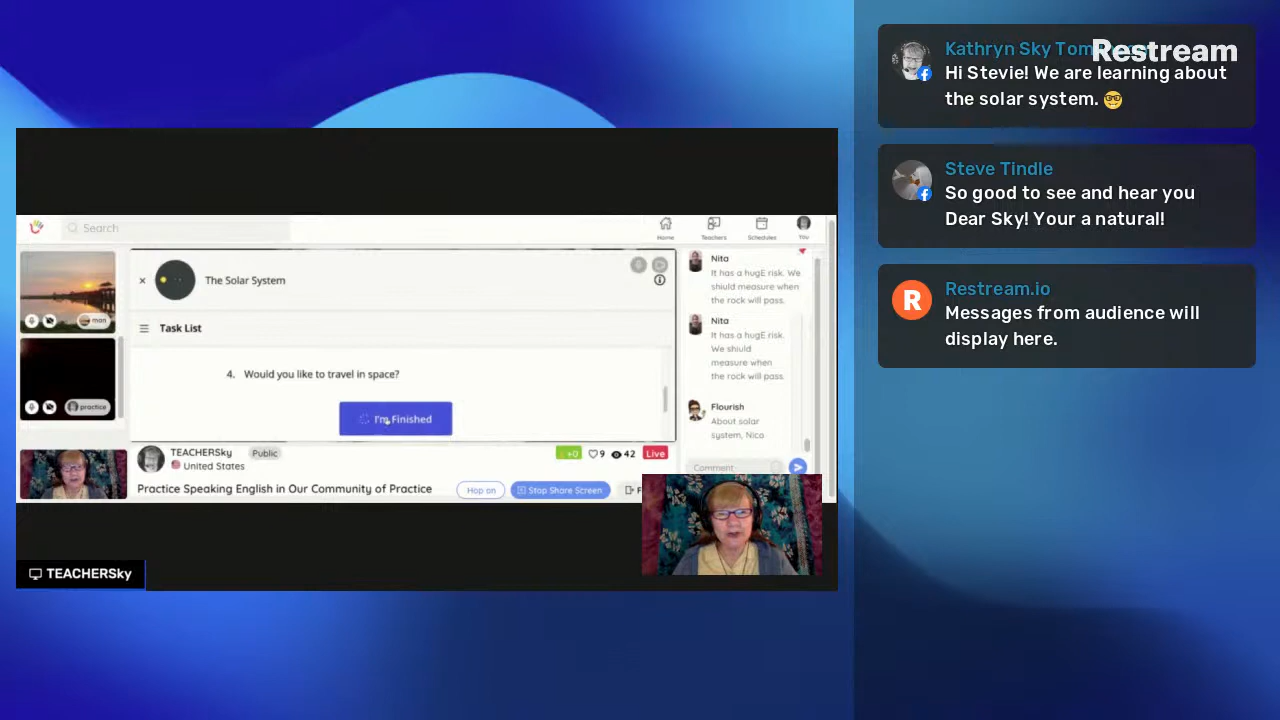 Search
Home
Teachers
Schedules
You
The Solar System
Task List
4. Would you like to travel in space?
I'm Finished
man
practice
TEACHERSky
Public
United States
+0
9
42
Live
Practice Speaking English in Our Community of Practice
Hop on
Stop Share Screen
F
Nita
It has a hugE risk. We
shiuld measure when
the rock will pass.
Nita
It has a hugE risk.
We shiuld
measure when
the rock will pass.
Flourish
About solar
system, Nico
Comment
TEACHERSky
Kathryn Sky Tom
Restream
Hi Stevie! We are learning about
the solar system. 🤓
Steve Tindle
So good to see and hear you
Dear Sky! Your a natural!
R
Restream.io
Messages from audience will
display here.